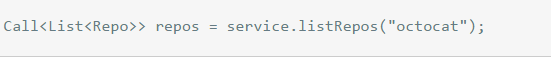 Call<List<Repo>> repos = service.listRepos("octocat");